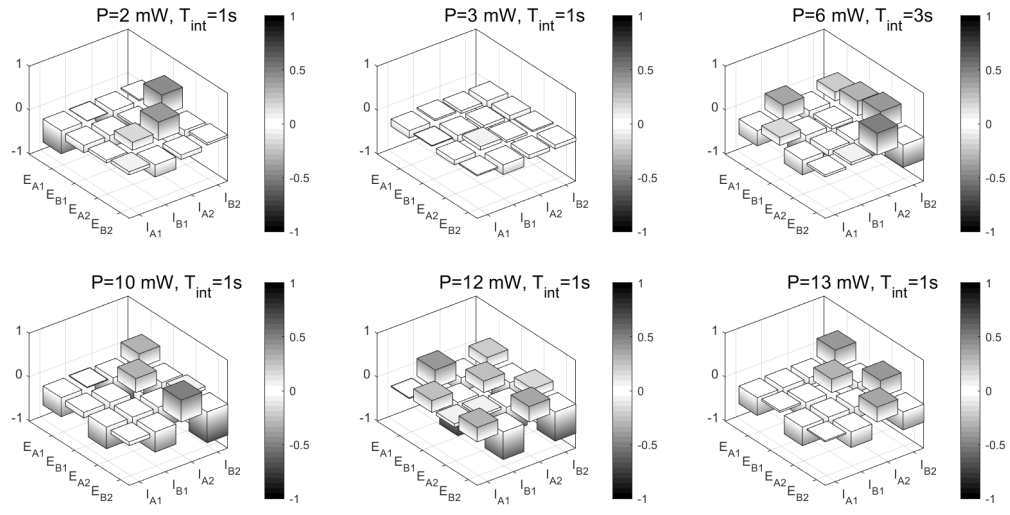 P=2 mW, T_int=1s
1
0
-1
E_A1
E_B1
E_A2
E_B2
I_A1
I_B1
I_A2
I_B2
1
0.5
0
-0.5
-1
P=3 mW, T_int=1s
1
0
-1
E_A1
E_B1
E_A2
E_B2
I_A1
I_B1
I_A2
I_B2
1
0.5
0
-0.5
-1
P=6 mW, T_int=3s
1
0
-1
E_A1
E_B1
E_A2
E_B2
I_A1
I_B1
I_A2
I_B2
1
0.5
0
-0.5
-1
P=10 mW, T_int=1s
1
0
-1
E_A1
E_B1
E_A2
E_B2
I_A1
I_B1
I_A2
I_B2
1
0.5
0
-0.5
-1
P=12 mW, T_int=1s
1
0
-1
E_A1
E_B1
E_A2
E_B2
I_A1
I_B1
I_A2
I_B2
1
0.5
0
-0.5
-1
P=13 mW, T_int=1s
1
0
-1
E_A1
E_B1
E_A2
E_B2
I_A1
I_B1
I_A2
I_B2
1
0.5
0
-0.5
-1